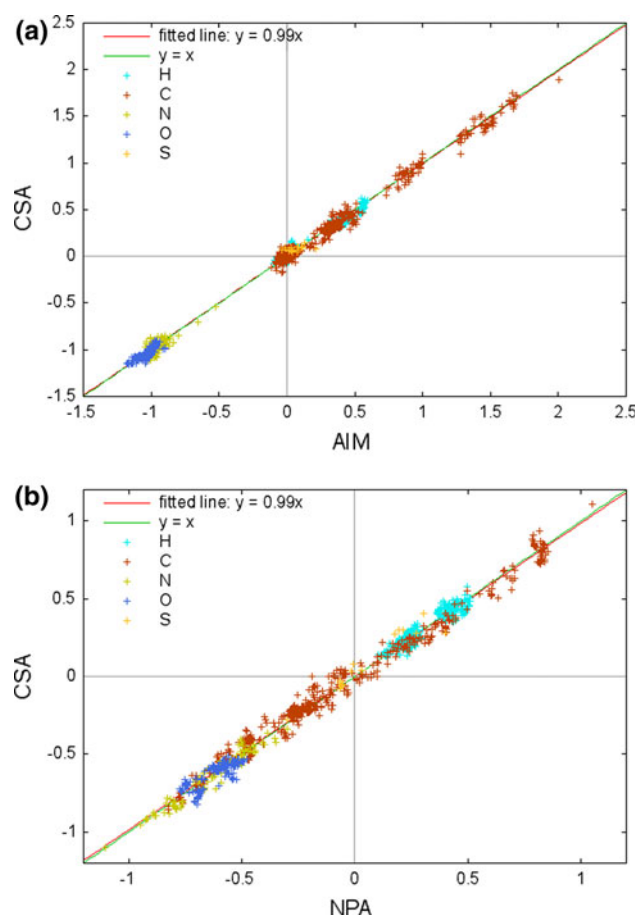 (a)
2.5
2
1.5
1
0.5
0
-0.5
-1
-1.5
CSA
fitted line: y = 0.99x
y = x
H
C
N
O
S
-1.5 -1 -0.5 0 0.5 1 1.5 2 2.5
AIM
(b)
1
0.5
0
-0.5
-1
CSA
fitted line: y = 0.99x
y = x
H
C
N
O
S
-1 -0.5 0 0.5 1
NPA